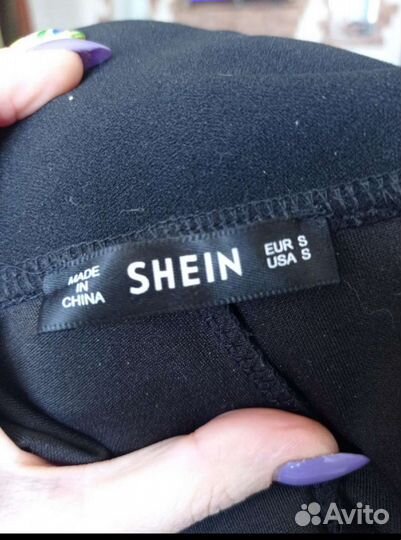 MADE
IN
CHINA
SHEIN
EUR S
USA S
Avito